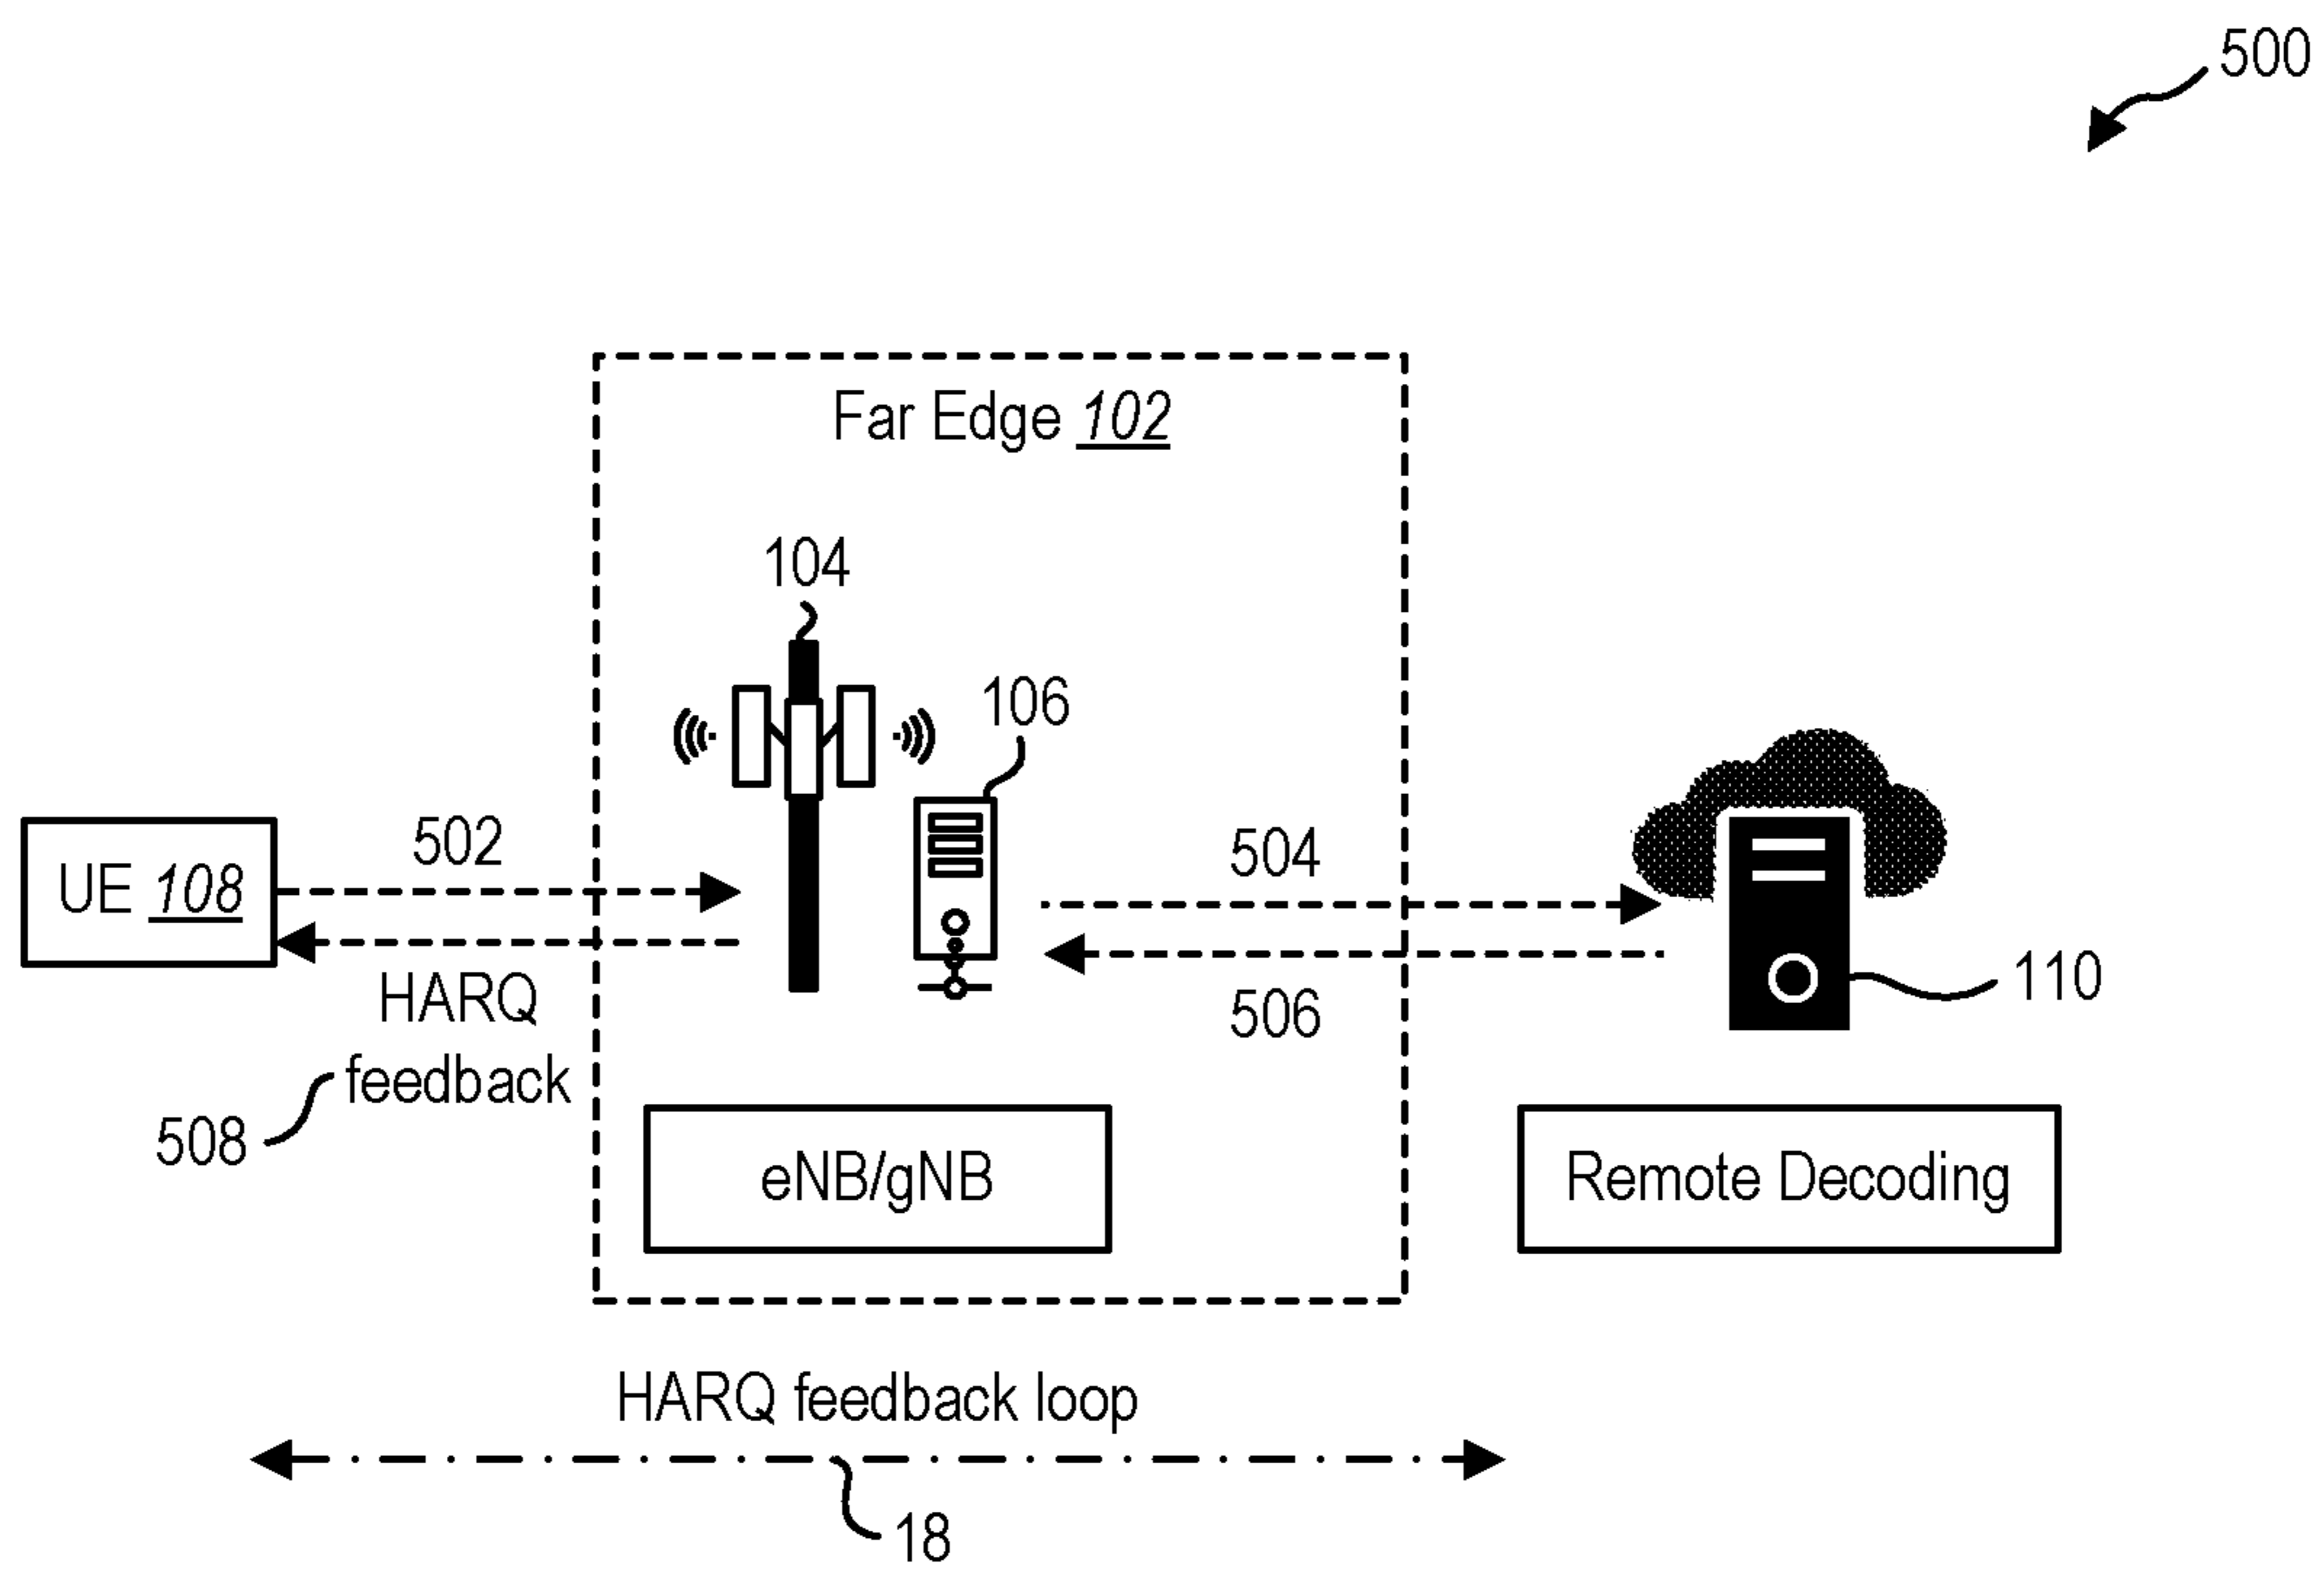 500
Far Edge 102
104
106
UE 108
502
504
HARQ
feedback
508
506
110
eNB/gNB
Remote Decoding
HARQ feedback loop
18